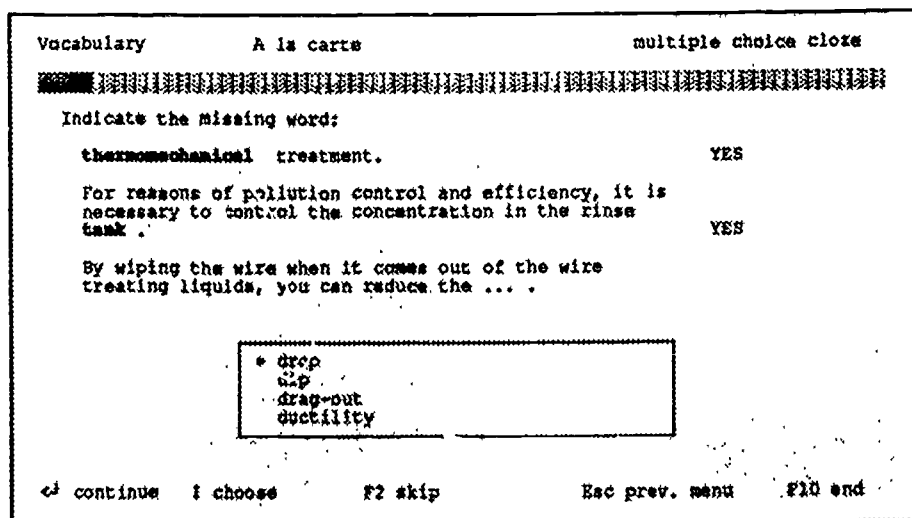 Vocabulary A la carte multiple choice cloze
Indicate the missing word:
thermomechanical treatment. YES
For reasons of pollution control and efficiency, it is
necessary to control the concentration in the rinse
tank . YES
By wiping the wire when it comes out of the wire
treating liquids, you can reduce the ... .
* drop
dip
drag-out
ductility
↵ continue ↕ choose F2 skip Esc prev. menu F10 end